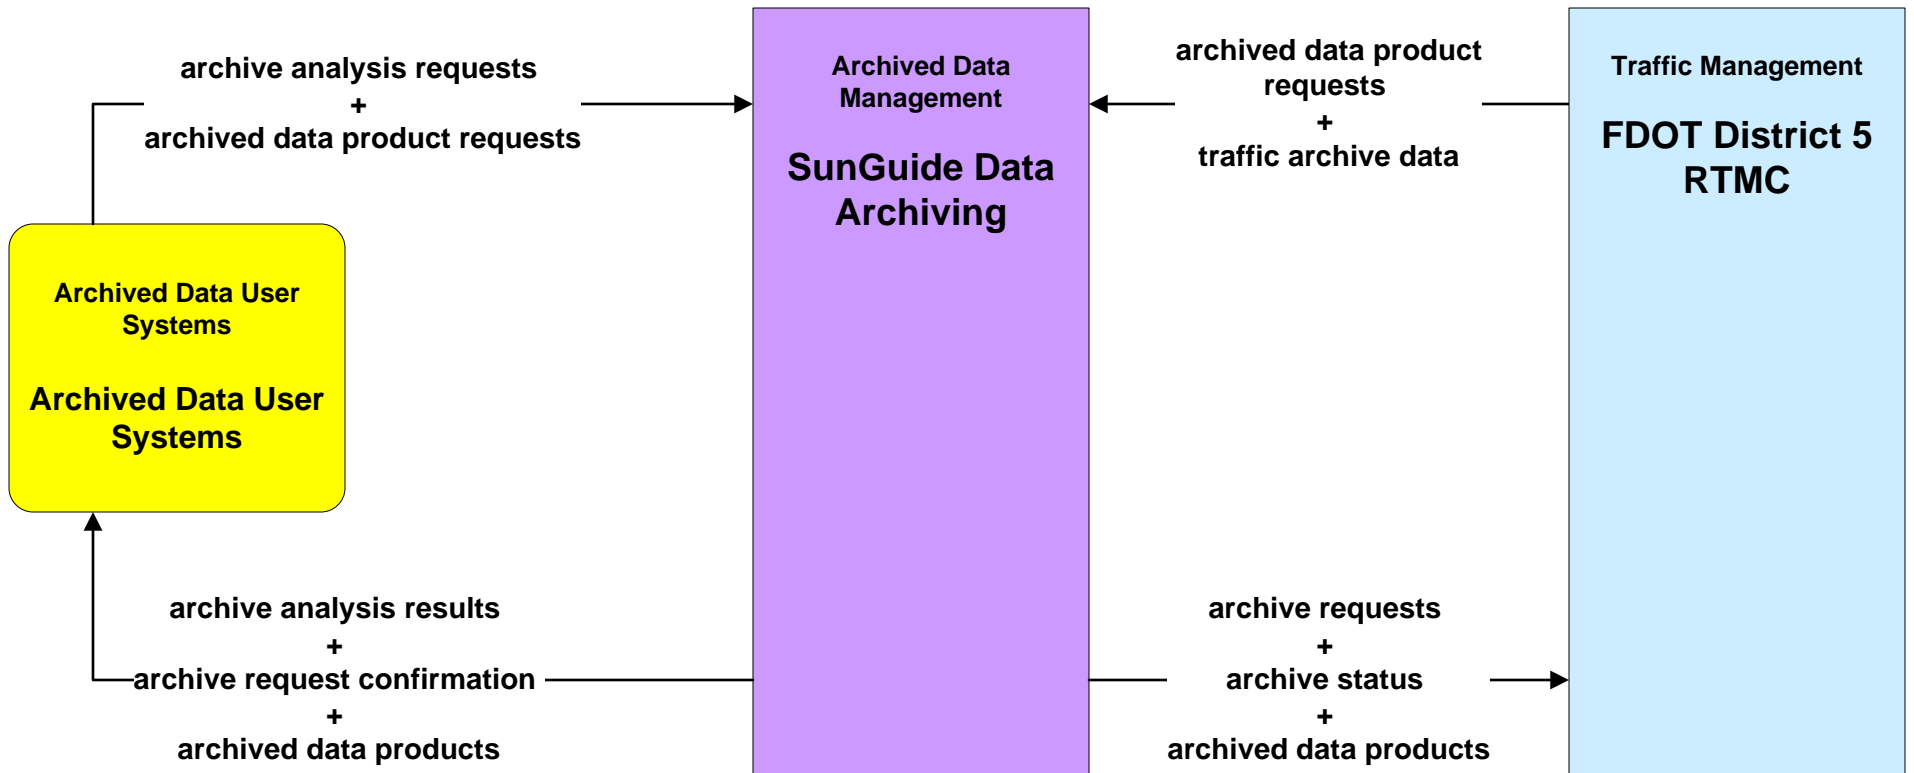 archive analysis requests
+
archived data product requests
Archived Data
Management
SunGuide Data
Archiving
archived data product
requests
+
traffic archive data
Traffic Management
FDOT District 5
RTMC
Archived Data User
Systems
Archived Data User
Systems
archive analysis results
+
archive request confirmation
+
archived data products
archive requests
+
archive status
+
archived data products